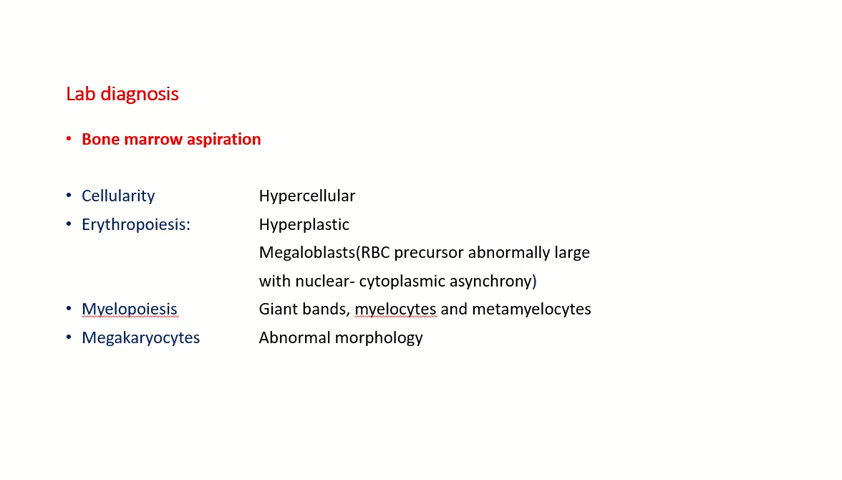 Lab diagnosis
• Bone marrow aspiration
• Cellularity Hypercellular
• Erythropoiesis: Hyperplastic
Megaloblasts(RBC precursor abnormally large
with nuclear- cytoplasmic asynchrony)
• Myelopoiesis Giant bands, myelocytes and metamyelocytes
• Megakaryocytes Abnormal morphology